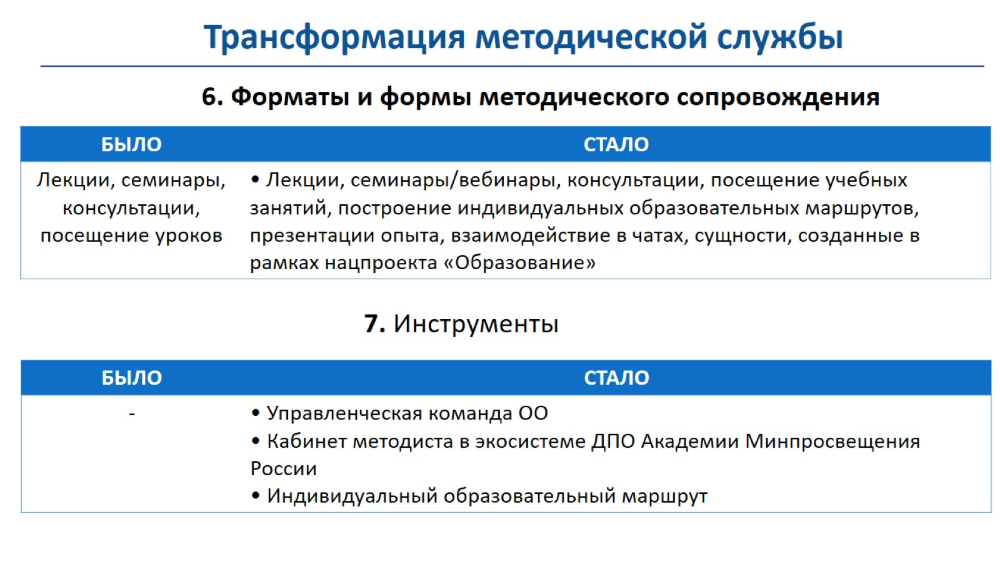 Трансформация методической службы
6. Форматы и формы методического сопровождения
БЫЛО
СТАЛО
Лекции, семинары,
консультации,
посещение уроков
• Лекции, семинары/вебинары, консультации, посещение учебных
занятий, построение индивидуальных образовательных маршрутов,
презентации опыта, взаимодействие в чатах, сущности, созданные в
рамках нацпроекта «Образование»
7. Инструменты
БЫЛО
СТАЛО
-
• Управленческая команда ОО
• Кабинет методиста в экосистеме ДПО Академии Минпросвещения
России
• Индивидуальный образовательный маршрут